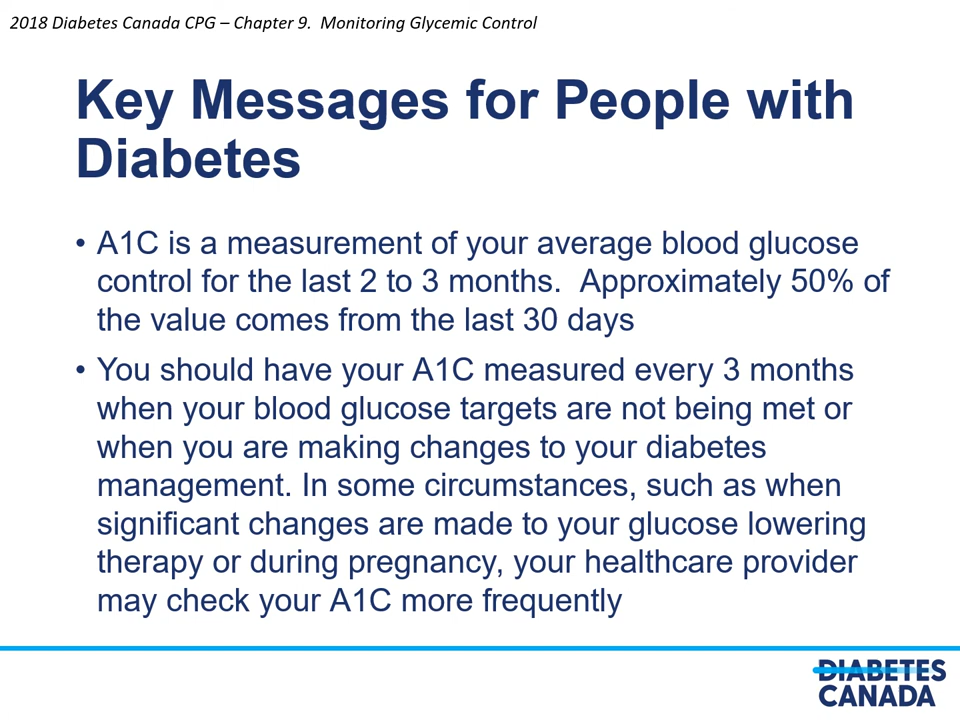 2018 Diabetes Canada CPG – Chapter 9.  Monitoring Glycemic Control
Key Messages for People with
Diabetes
• A1C is a measurement of your average blood glucose
control for the last 2 to 3 months.  Approximately 50% of
the value comes from the last 30 days
• You should have your A1C measured every 3 months
when your blood glucose targets are not being met or
when you are making changes to your diabetes
management. In some circumstances, such as when
significant changes are made to your glucose lowering
therapy or during pregnancy, your healthcare provider
may check your A1C more frequently
DIABETES
CANADA